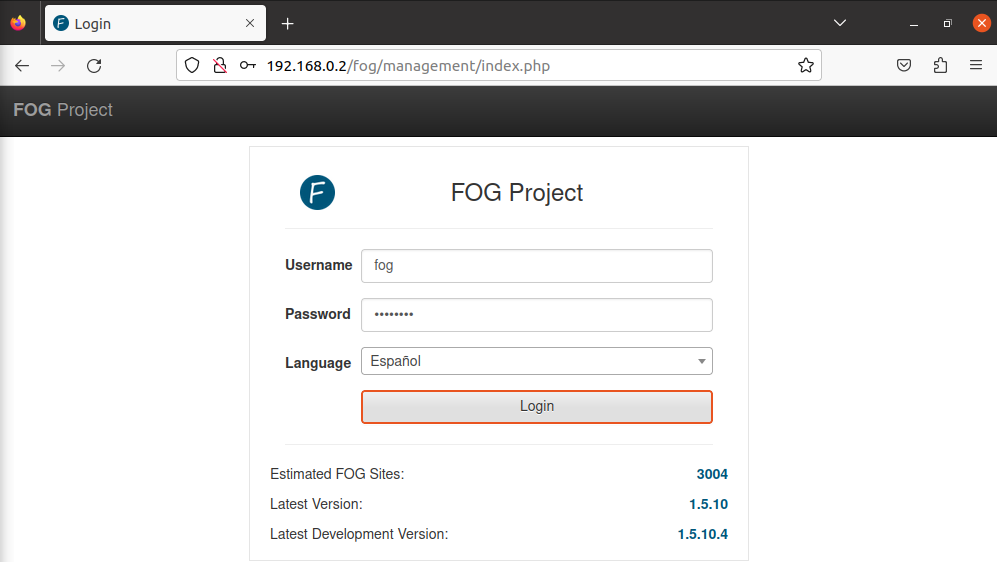 Login
192.168.0.2/fog/management/index.php
FOG Project
F FOG Project
Username fog
Password ••••••••
Language Español
Login
Estimated FOG Sites: 3004
Latest Version: 1.5.10
Latest Development Version: 1.5.10.4